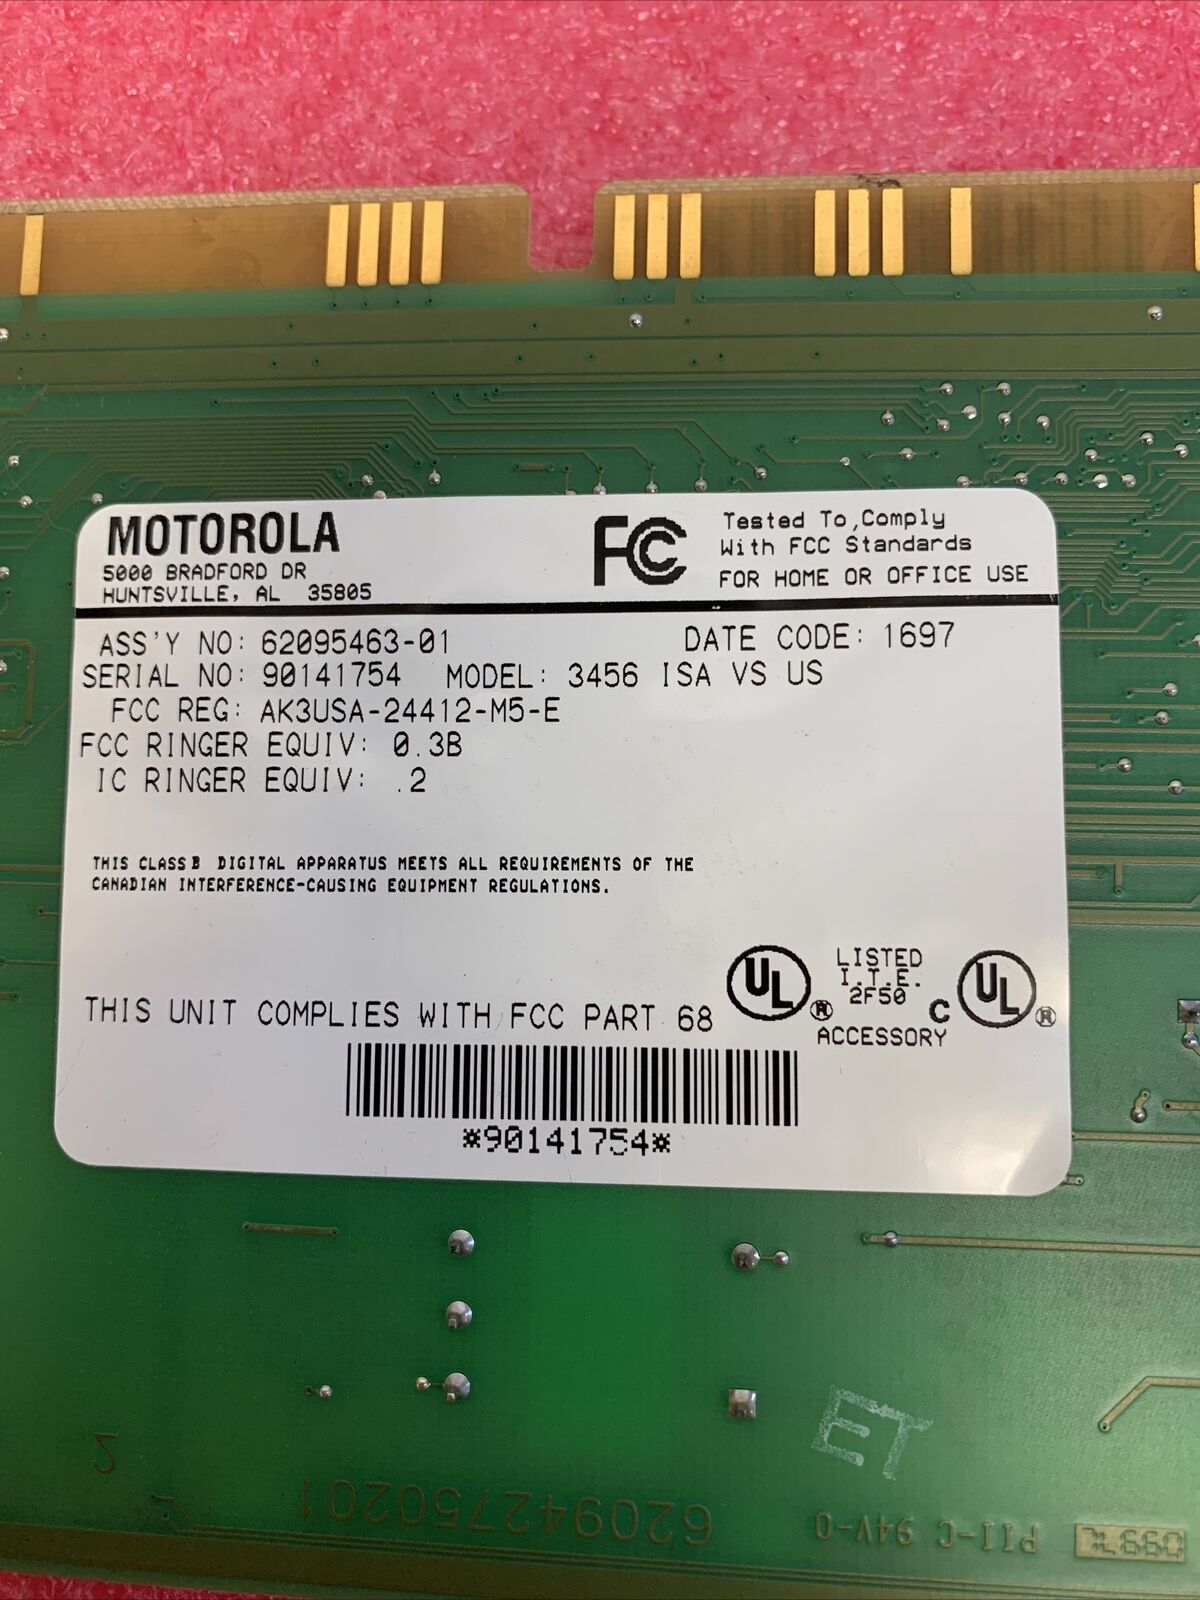 MOTOROLA
5000 BRADFORD DR
HUNTSVILLE, AL 35805
FCC
Tested To,Comply
With FCC Standards
FOR HOME OR OFFICE USE
ASS'Y NO: 62095463-01 DATE CODE: 1697
SERIAL NO: 90141754 MODEL: 3456 ISA VS US
FCC REG: AK3USA-24412-M5-E
FCC RINGER EQUIV: 0.3B
IC RINGER EQUIV: .2
THIS CLASS B DIGITAL APPARATUS MEETS ALL REQUIREMENTS OF THE
CANADIAN INTERFERENCE-CAUSING EQUIPMENT REGULATIONS.
THIS UNIT COMPLIES WITH FCC PART 68
UL ®
LISTED
I.T.E.
2F50
ACCESSORY
C UL ®
*90141754*
ET
2
620942750201
PII-C 94V-0